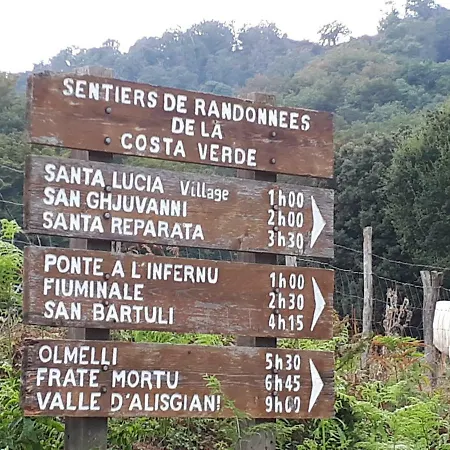 SENTIERS DE RANDONNEES
DE LA
COSTA VERDE
SANTA LUCIA Village 1h00
SAN GHJUVANNI 2h00
SANTA REPARATA 3h30
PONTE A L'INFERNU 1h00
FIUMINALE 2h30
SAN BARTULI 4h15
OLMELLI 5h30
FRATE MORTU 6h45
VALLE D'ALISGIANI 9h00